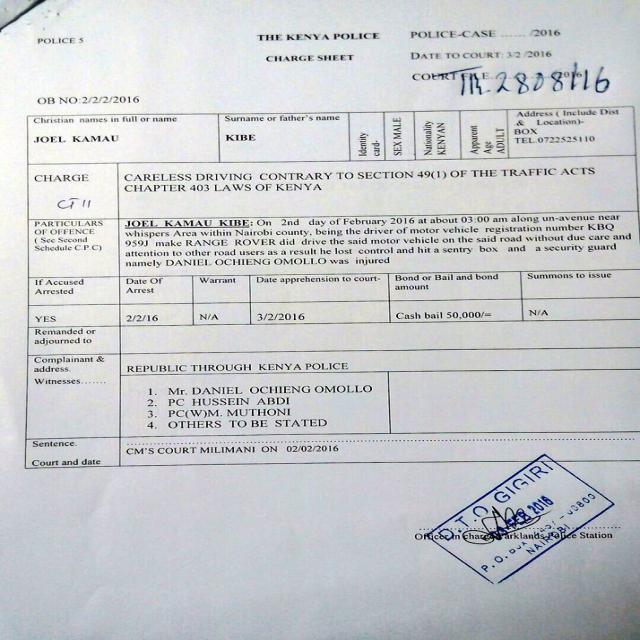 POLICE 5
THE KENYA POLICE
CHARGE SHEET
POLICE-CASE ...... /2016
DATE TO COURT: 3/2 /2016
COURT FILE 2016
TR. 2808/16
OB NO:2/2/2/2016
Christian names in full or name
JOEL KAMAU
Surname or father's name
KIBE
Identity card-
SEX MALE
Nationality KENYAN
Apparent Age ADULT
Address ( Include Dist
& Location)-
BOX
TEL.0722525110
CHARGE
CT 11
CARELESS DRIVING CONTRARY TO SECTION 49(1) OF THE TRAFFIC ACTS
CHAPTER 403 LAWS OF KENYA
PARTICULARS
OF OFFENCE
( See Second
Schedule C.P.C)
JOEL KAMAU KIBE: On 2nd day of February 2016 at about 03:00 am along un-avenue near
whispers Area within Nairobi county, being the driver of motor vehicle registration number KBQ
959J make RANGE ROVER did drive the said motor vehicle on the said road without due care and
attention to other road users as a result he lost control and hit a sentry box and a security guard
namely DANIEL OCHIENG OMOLLO was injured
If Accused
Arrested
Date Of
Arrest
Warrant
Date apprehension to court-
Bond or Bail and bond
amount
Summons to issue
YES
2/2/16
N/A
3/2/2016
Cash bail 50,000/=
N/A
Remanded or
adjourned to
Complainant &
address.
Witnesses.......
REPUBLIC THROUGH KENYA POLICE
1. Mr. DANIEL OCHIENG OMOLLO
2. PC HUSSEIN ABDI
3. PC(W)M. MUTHONI
4. OTHERS TO BE STATED
Sentence.
Court and date
CM'S COURT MILIMANI ON 02/02/2016
O.T.O GIGIRI
FEB 2016
P.O. 00800
NAIROBI
Officer in charge Parklands Police Station